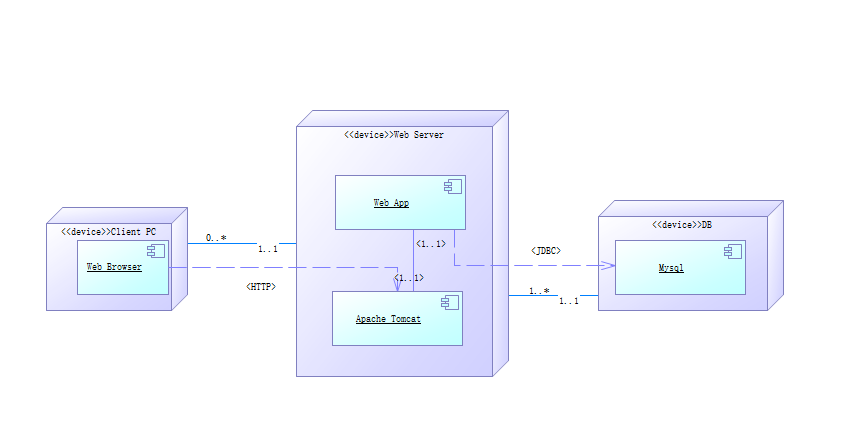 <<device>>Web Server
Web App
<<device>>Client PC
Web Browser
0..*
1..1
<HTTP>
<1..1>
<1..1>
Apache Tomcat
<JDBC>
1..*
1..1
<<device>>DB
Mysql